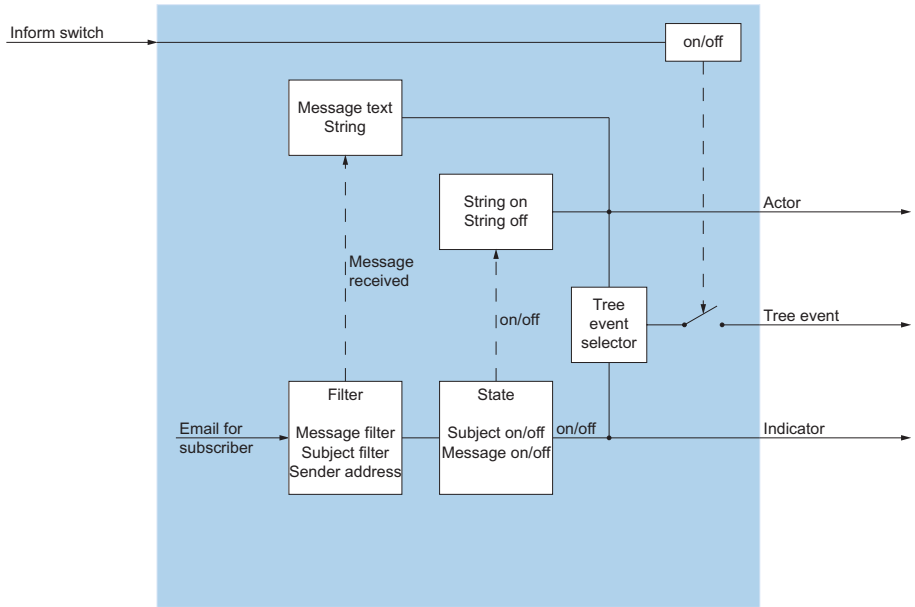 Inform switch
on/off
Message text
String
String on
String off
Actor
Message
received
on/off
Tree
event
selector
Tree event
Filter
Message filter
Subject filter
Sender address
State
Subject on/off
Message on/off
on/off
Email for
subscriber
Indicator